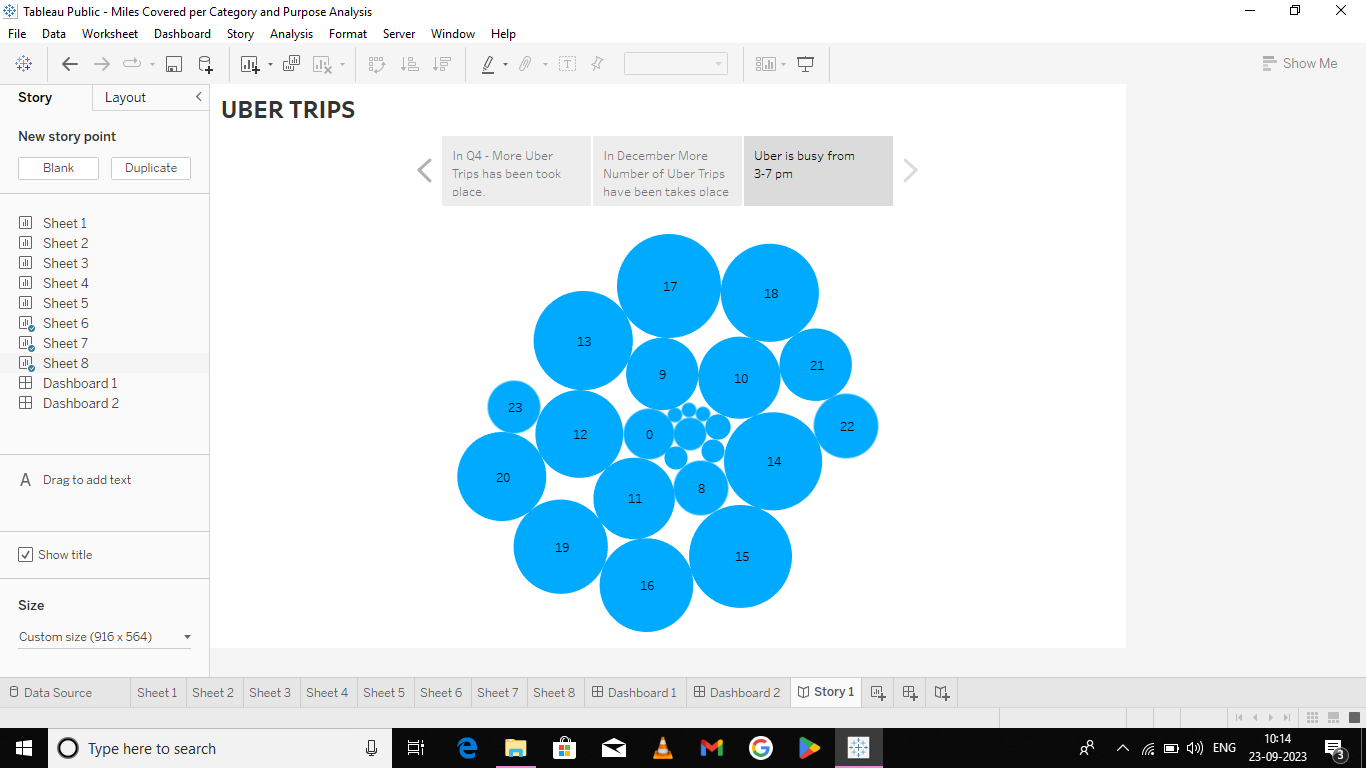 Tableau Public - Miles Covered per Category and Purpose Analysis
File Data Worksheet Dashboard Story Analysis Format Server Window Help
Show Me
Story Layout
New story point
Blank Duplicate
Sheet 1
Sheet 2
Sheet 3
Sheet 4
Sheet 5
Sheet 6
Sheet 7
Sheet 8
Dashboard 1
Dashboard 2
A Drag to add text
Show title
Size
Custom size (916 x 564)
UBER TRIPS
In Q4 - More Uber
Trips has been took
place.
In December More
Number of Uber Trips
have been takes place
Uber is busy from
3-7 pm
17
18
13
9
10
21
23
12
0
22
20
14
11
8
19
15
16
Data Source Sheet 1 Sheet 2 Sheet 3 Sheet 4 Sheet 5 Sheet 6 Sheet 7 Sheet 8 Dashboard 1 Dashboard 2 Story 1
Type here to search
ENG
10:14
23-09-2023
3